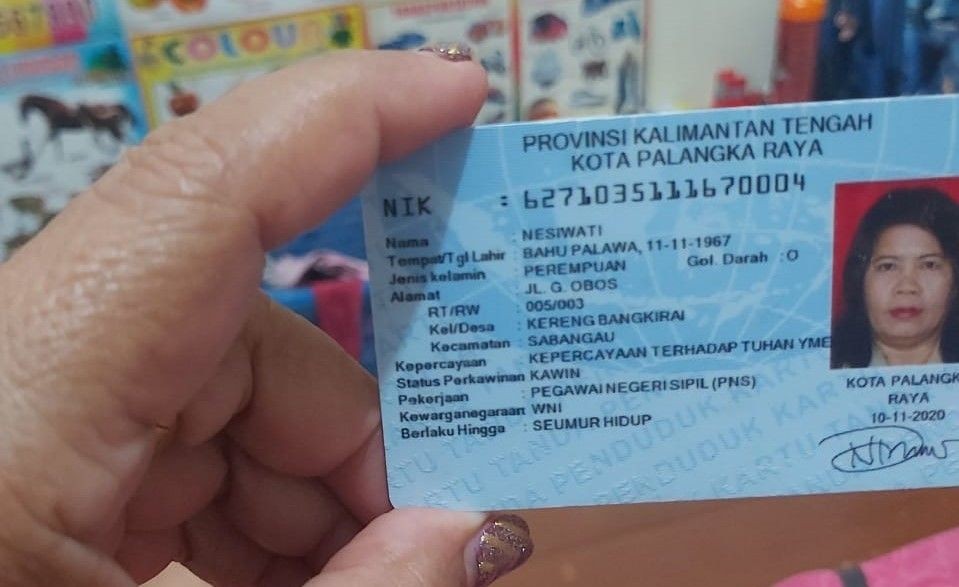 COLOUR
PROVINSI KALIMANTAN TENGAH
KOTA PALANGKA RAYA
NIK : 6271035111670004
Nama : NESIWATI
Tempat/Tgl Lahir : BAHU PALAWA, 11-11-1967
Jenis kelamin : PEREMPUAN Gol. Darah : O
Alamat : JL. G. OBOS
RT/RW : 005/003
Kel/Desa : KERENG BANGKIRAI
Kecamatan : SABANGAU
Kepercayaan : KEPERCAYAAN TERHADAP TUHAN YME
Status Perkawinan : KAWIN
Pekerjaan : PEGAWAI NEGERI SIPIL (PNS)
Kewarganegaraan : WNI
Berlaku Hingga : SEUMUR HIDUP
KOTA PALANGK
RAYA
10-11-2020